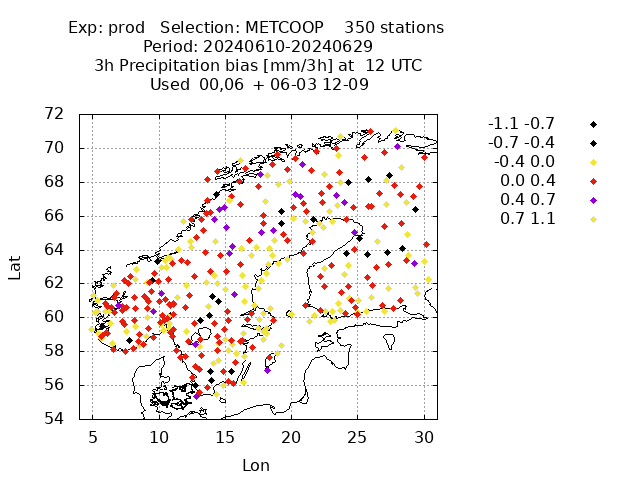 Exp: prod   Selection: METCOOP    350 stations
Period: 20240610-20240629
3h Precipitation bias [mm/3h] at  12 UTC
Used 00,06 + 06-03 12-09
72
70
68
66
64
62
60
58
56
54
5 10 15 20 25 30
Lat
Lon
-1.1 -0.7
-0.7 -0.4
-0.4 0.0
0.0 0.4
0.4 0.7
0.7 1.1